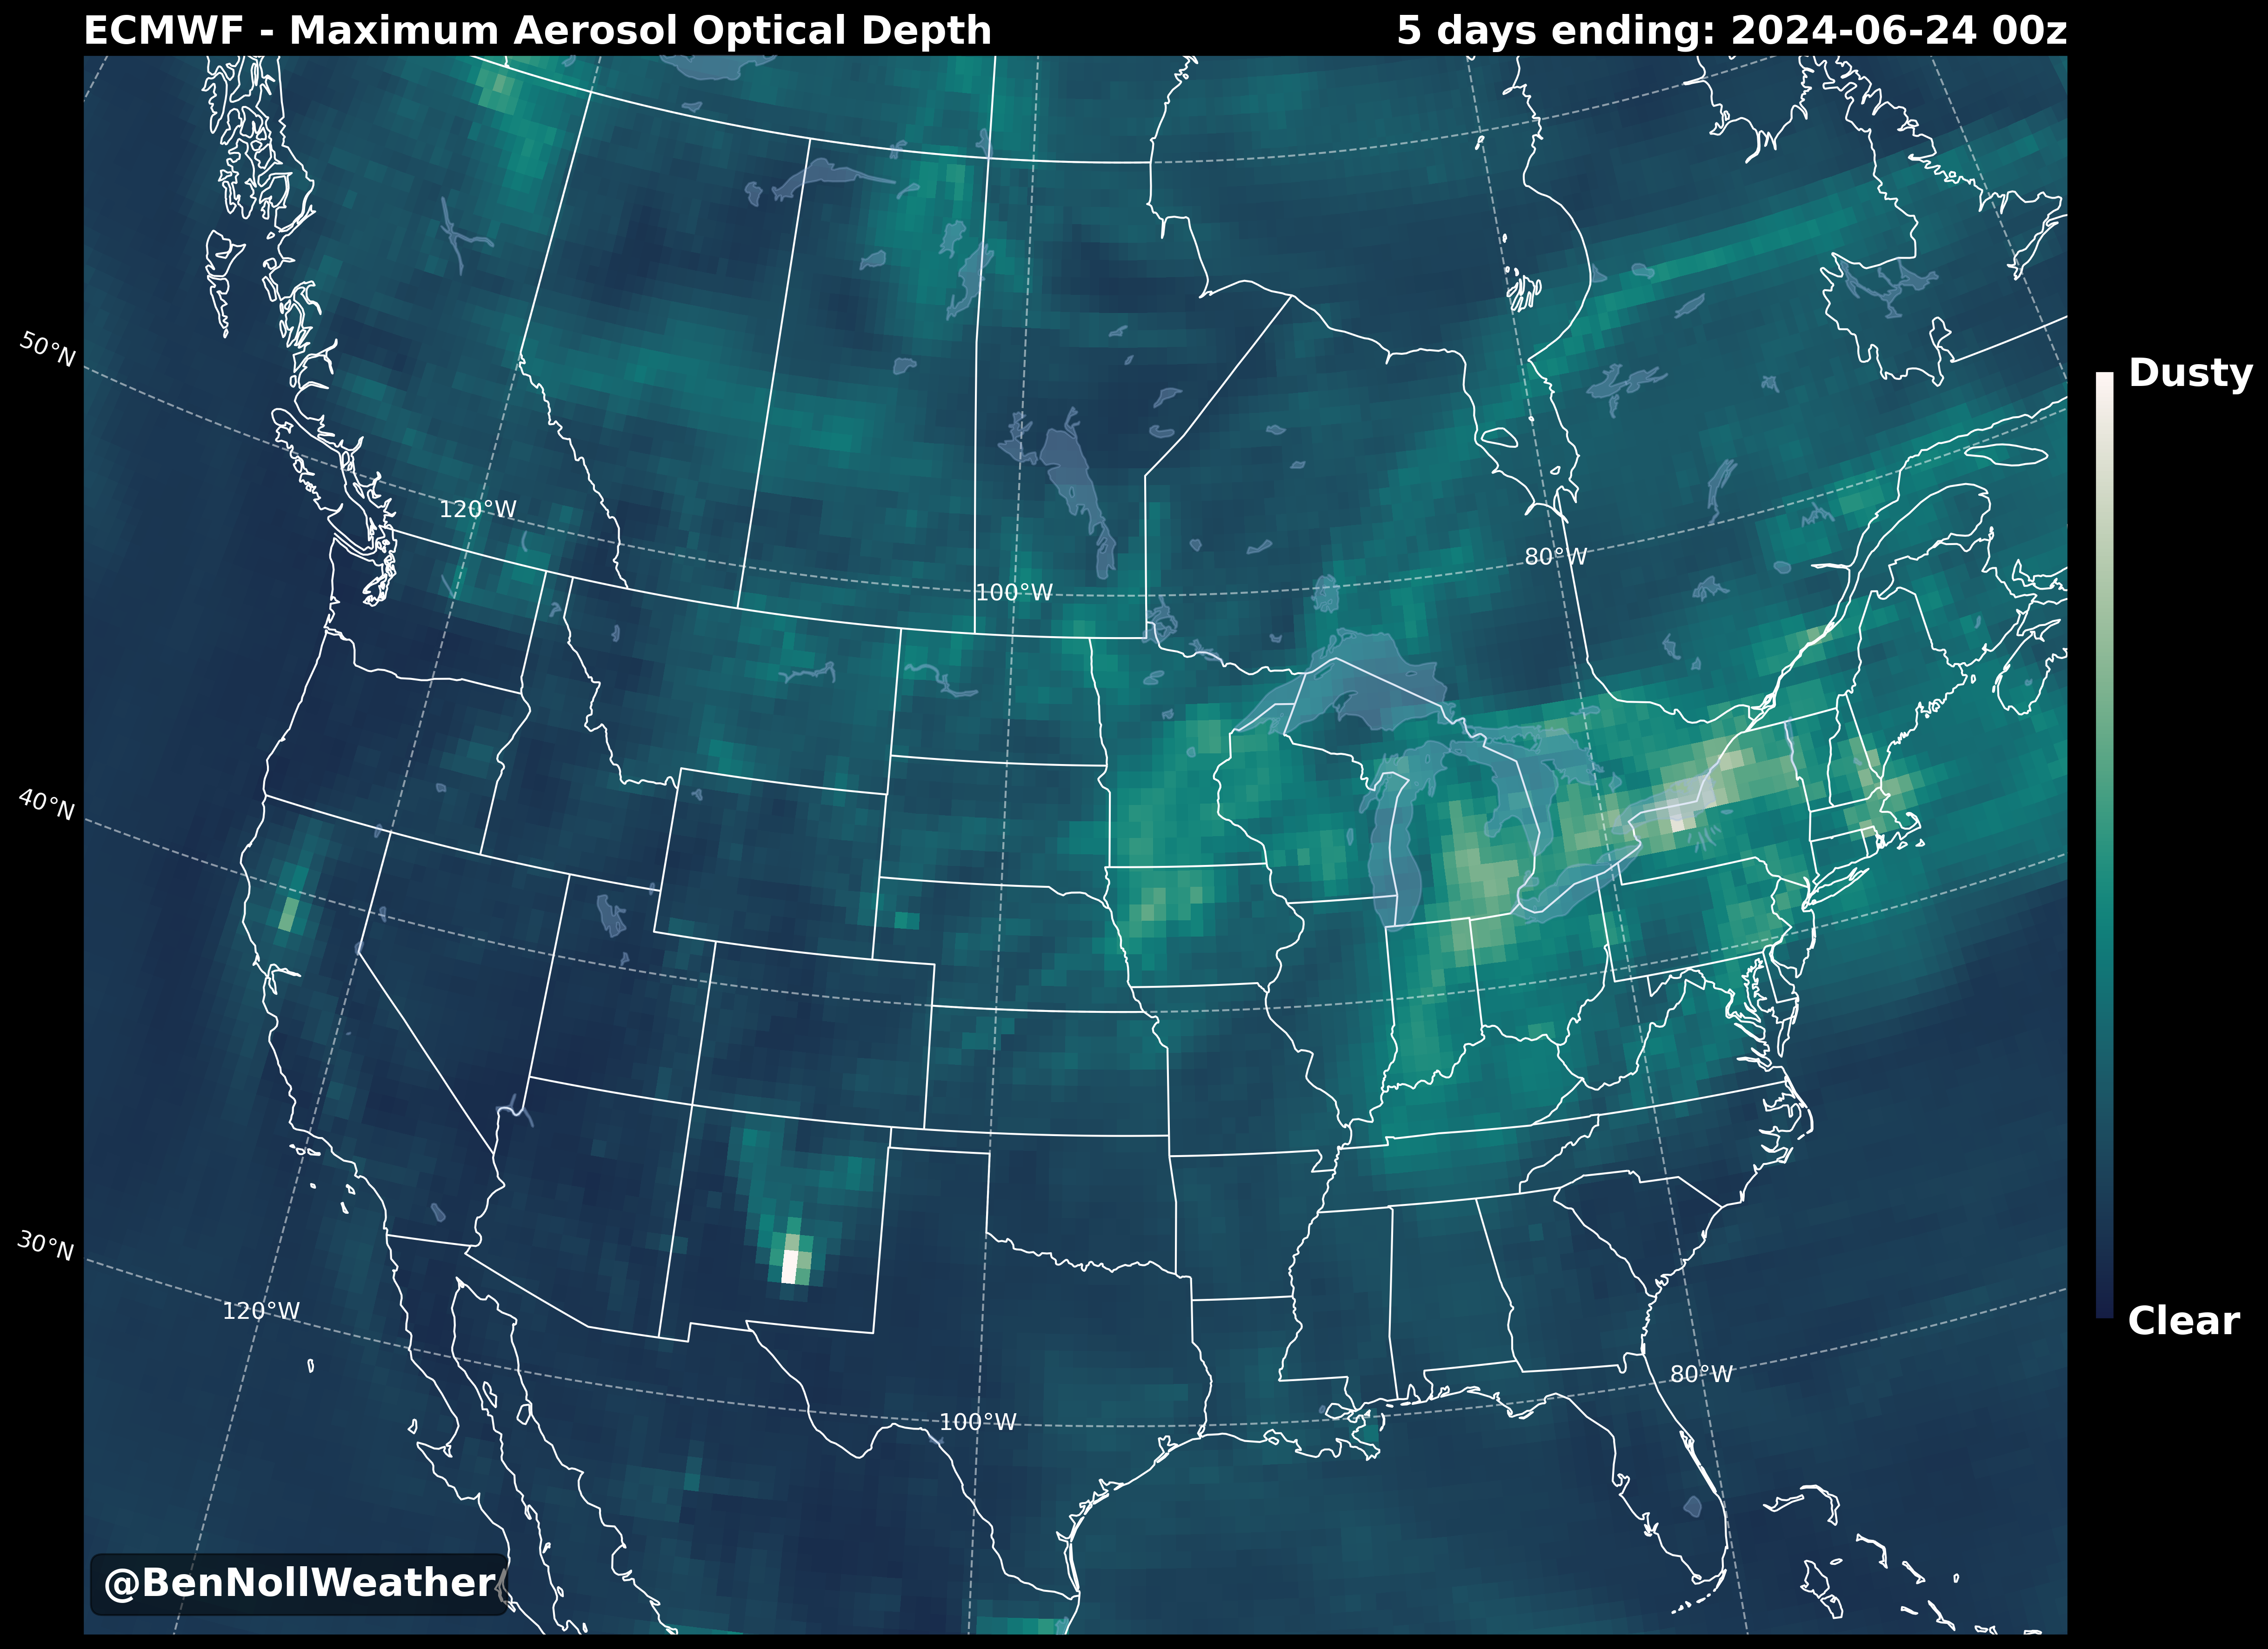 ECMWF - Maximum Aerosol Optical Depth
5 days ending: 2024-06-24 00z
50°N
40°N
30°N
120°W
100°W
80°W
120°W
100°W
80°W
Dusty
Clear
@BenNollWeather